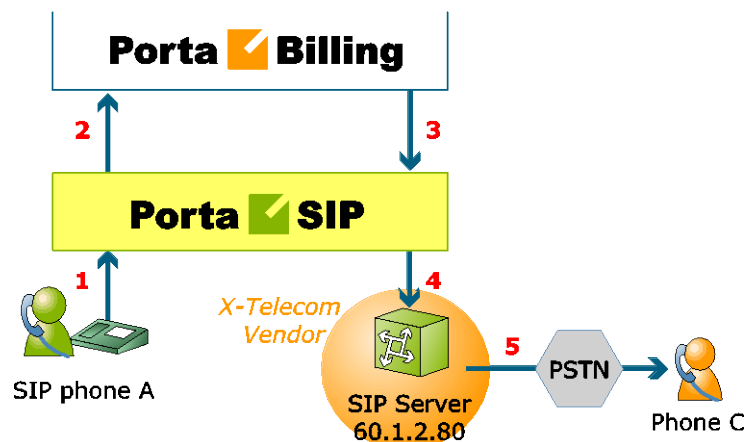 Porta Billing
2
3
Porta SIP
1
4
X-Telecom
Vendor
5
PSTN
SIP phone A
SIP Server
60.1.2.80
Phone C